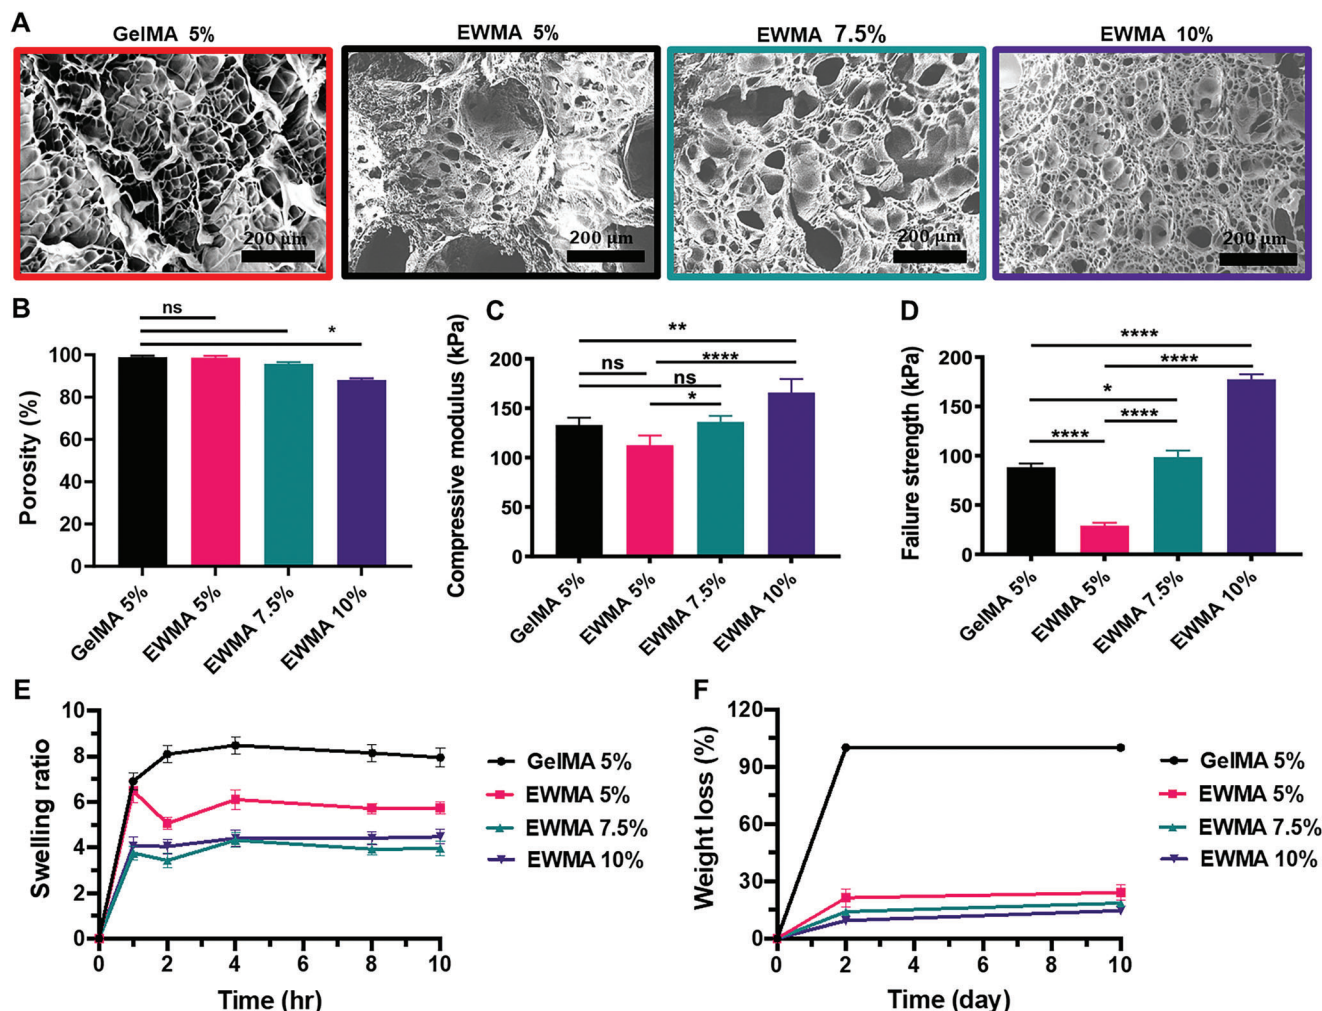 A
GelMA 5%
EWMA 5%
EWMA 7.5%
EWMA 10%
200 μm
200 μm
200 μm
200 μm
B
ns
*
Porosity (%)
100
80
60
40
20
0
GelMA 5%
EWMA 5%
EWMA 7.5%
EWMA 10%
C
**
ns
****
ns
*
Compressive modulus (kPa)
200
150
100
50
0
GelMA 5%
EWMA 5%
EWMA 7.5%
EWMA 10%
D
****
****
*
****
****
Failure strength (kPa)
200
150
100
50
0
GelMA 5%
EWMA 5%
EWMA 7.5%
EWMA 10%
E
Swelling ratio
10
8
6
4
2
0
0
2
4
8
10
Time (hr)
GelMA 5%
EWMA 5%
EWMA 7.5%
EWMA 10%
F
Weight loss (%)
120
90
60
30
0
0
2
4
6
8
10
Time (day)
GelMA 5%
EWMA 5%
EWMA 7.5%
EWMA 10%